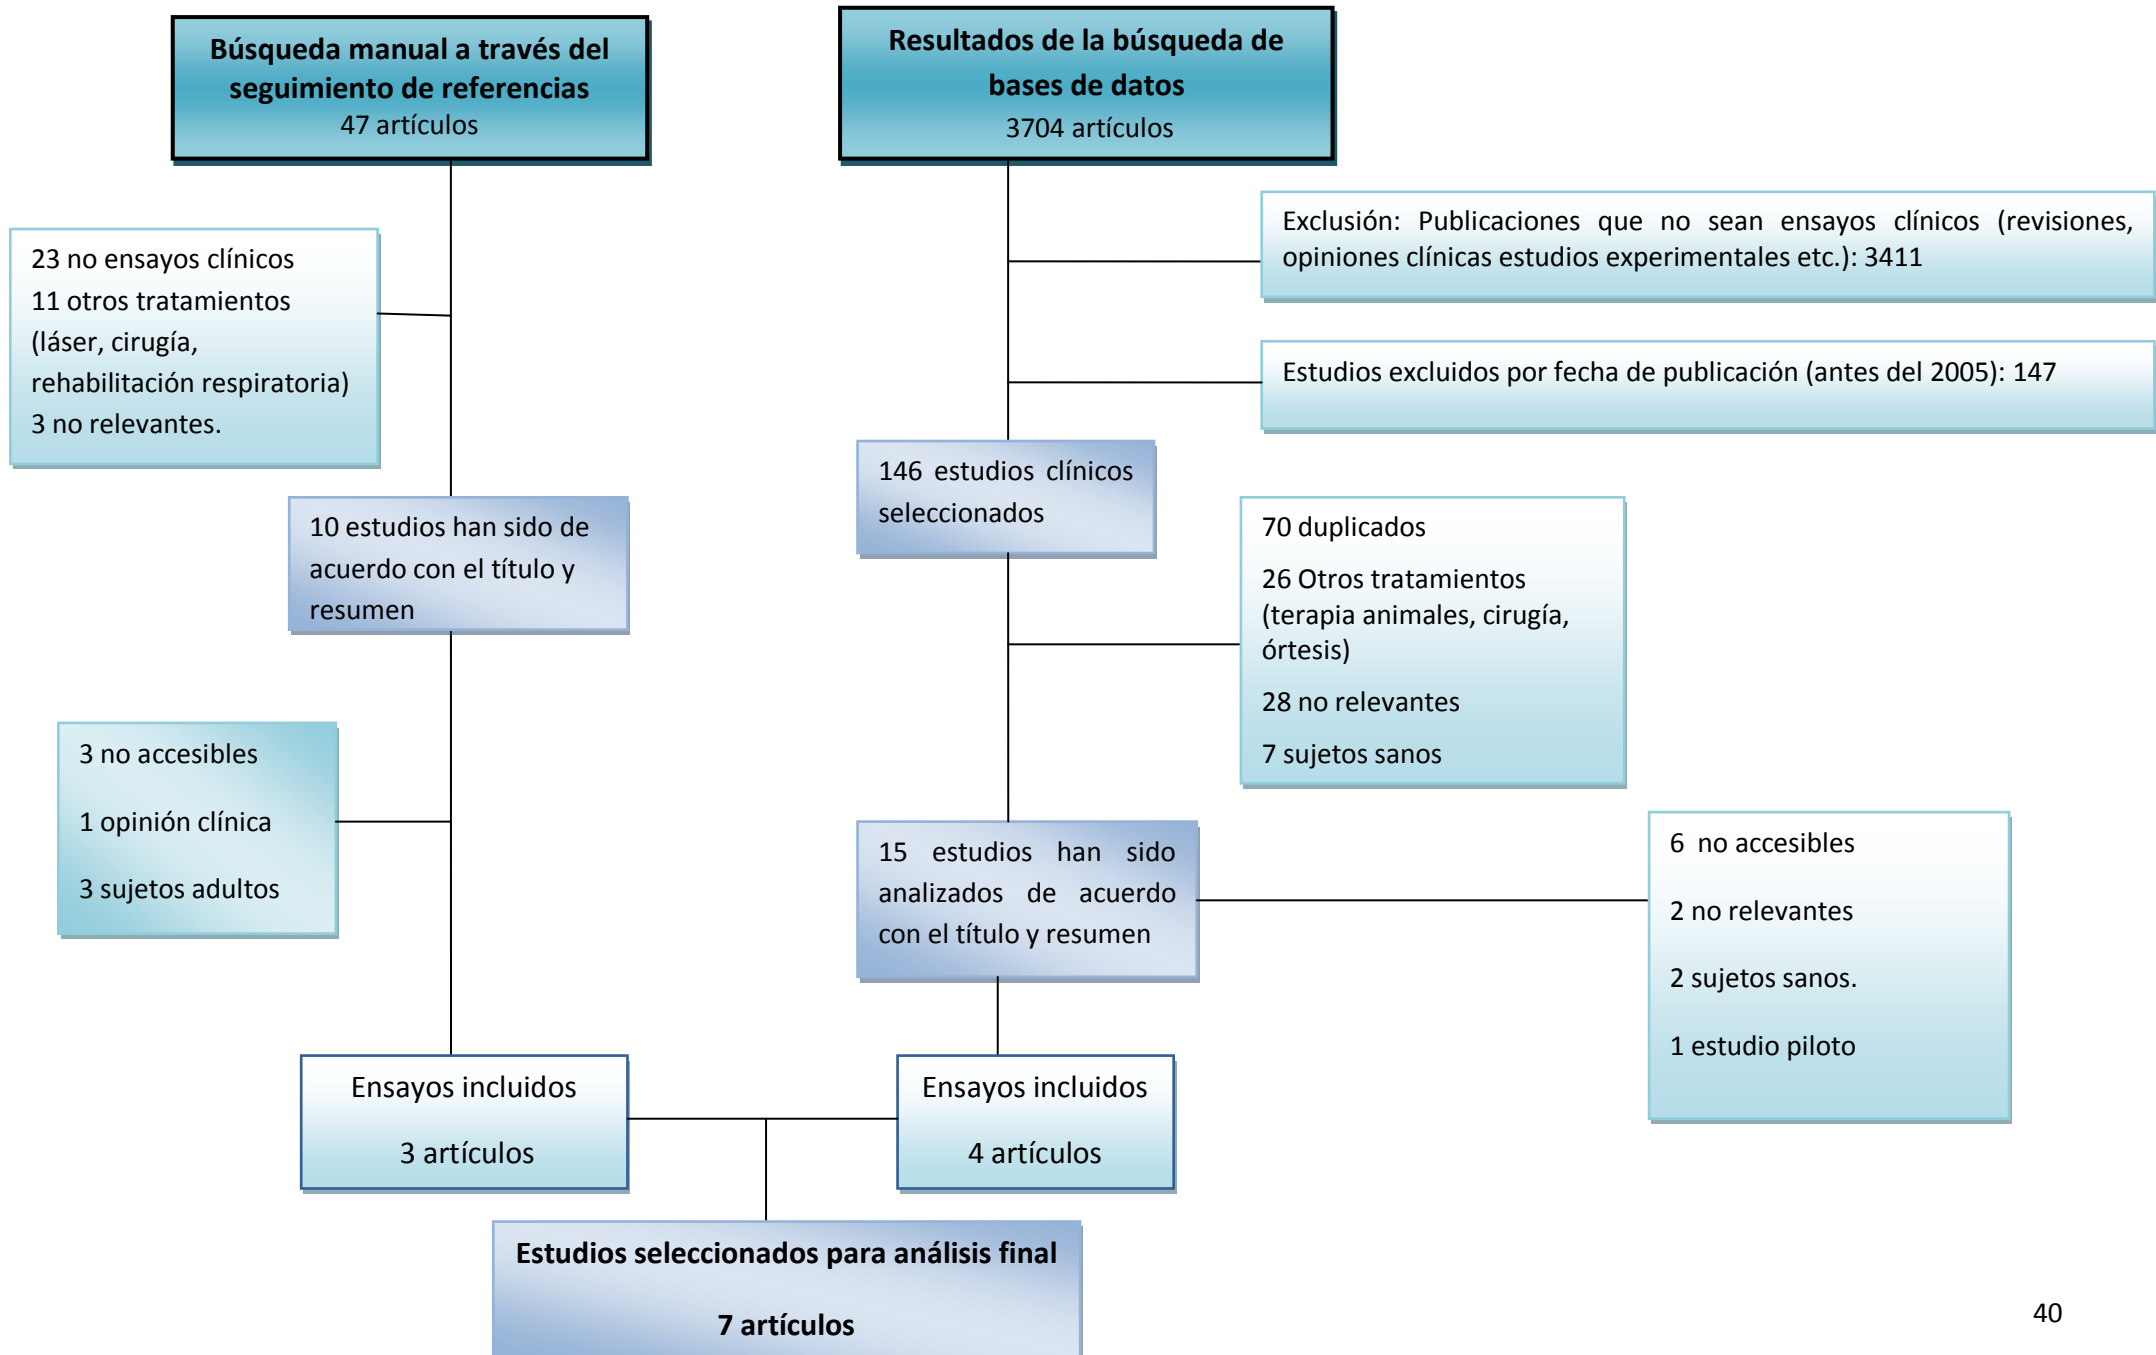 Búsqueda manual a través del
seguimiento de referencias
47 artículos
Resultados de la búsqueda de
bases de datos
3704 artículos
Exclusión: Publicaciones que no sean ensayos clínicos (revisiones,
opiniones clínicas estudios experimentales etc.): 3411
23 no ensayos clínicos
11 otros tratamientos
(láser, cirugía,
rehabilitación respiratoria)
3 no relevantes.
Estudios excluidos por fecha de publicación (antes del 2005): 147
146 estudios clínicos
seleccionados
10 estudios han sido de
acuerdo con el título y
resumen
70 duplicados
26 Otros tratamientos
(terapia animales, cirugía,
órtesis)
28 no relevantes
7 sujetos sanos
3 no accesibles
1 opinión clínica
3 sujetos adultos
15 estudios han sido
analizados de acuerdo
con el título y resumen
6 no accesibles
2 no relevantes
2 sujetos sanos.
1 estudio piloto
Ensayos incluidos
3 artículos
Ensayos incluidos
4 artículos
Estudios seleccionados para análisis final
7 artículos
40